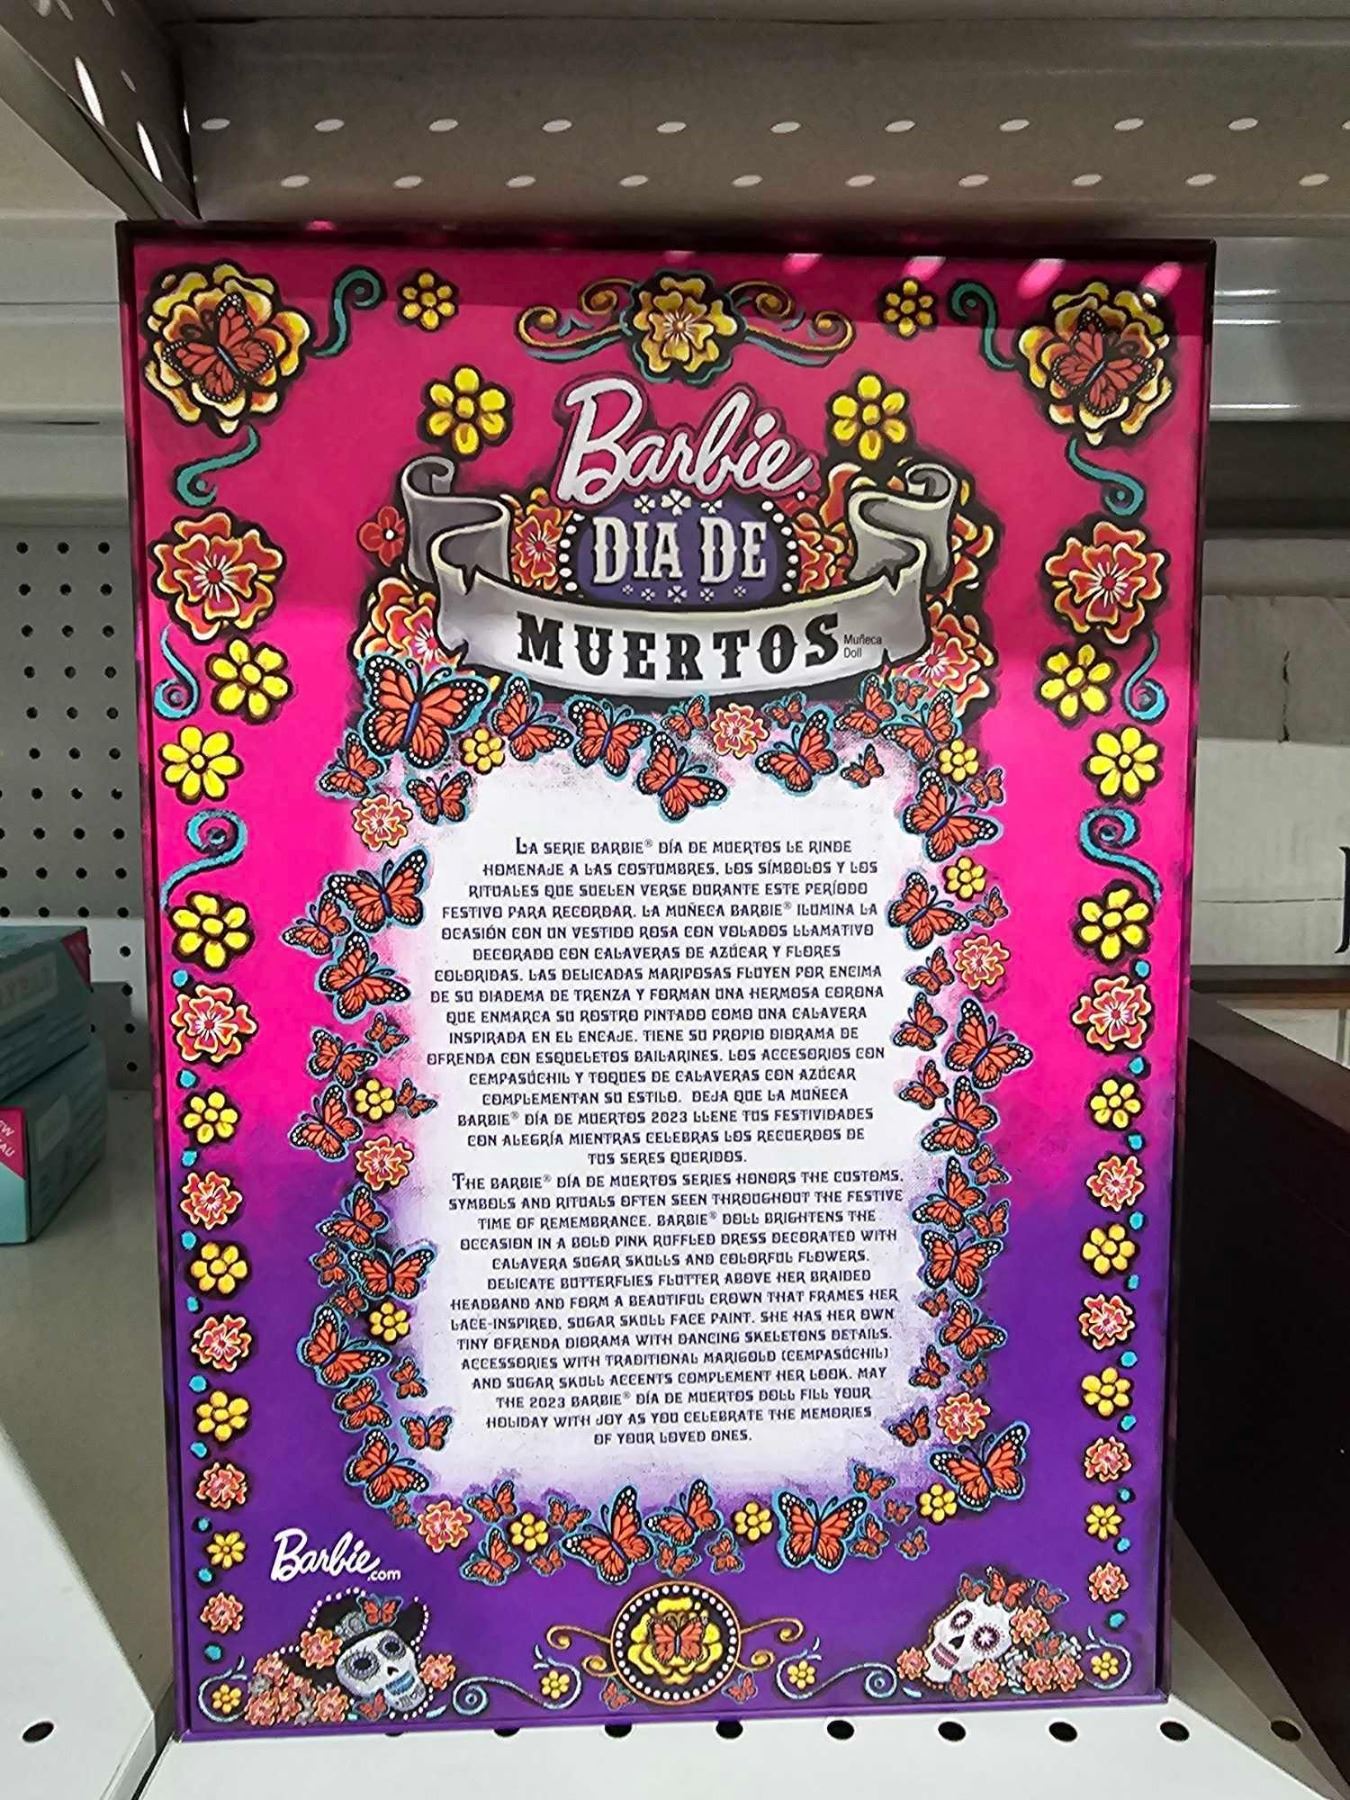 Barbie
DIA DE
MUERTOS
Muñeca
Doll
LA SERIE BARBIE® DÍA DE MUERTOS LE RINDE
HOMENAJE A LAS COSTUMBRES, LOS SÍMBOLOS Y LOS
RITUALES QUE SUELEN VERSE DURANTE ESTE PERÍODO
FESTIVO PARA RECORDAR. LA MUÑECA BARBIE® ILUMINA LA
OCASIÓN CON UN VESTIDO ROSA CON VOLADOS LLAMATIVO
DECORADO CON CALAVERAS DE AZÚCAR Y FLORES
COLORIDAS. LAS DELICADAS MARIPOSAS FLUYEN POR ENCIMA
DE SU DIADEMA DE TRENZA Y FORMAN UNA HERMOSA CORONA
QUE ENMARCA SU ROSTRO PINTADO COMO UNA CALAVERA
INSPIRADA EN EL ENCAJE. TIENE SU PROPIO DIORAMA DE
OFRENDA CON ESQUELETOS BAILARINES. LOS ACCESORIOS CON
CEMPASÚCHIL Y TOQUES DE CALAVERAS CON AZÚCAR
COMPLEMENTAN SU ESTILO. DEJA QUE LA MUÑECA
BARBIE® DÍA DE MUERTOS 2023 LLENE TUS FESTIVIDADES
CON ALEGRÍA MIENTRAS CELEBRAS LOS RECUERDOS DE
TUS SERES QUERIDOS.
THE BARBIE® DÍA DE MUERTOS SERIES HONORS THE CUSTOMS,
SYMBOLS AND RITUALS OFTEN SEEN THROUGHOUT THE FESTIVE
TIME OF REMEMBRANCE. BARBIE® DOLL BRIGHTENS THE
OCCASION IN A BOLD PINK RUFFLED DRESS DECORATED WITH
CALAVERA SUGAR SKULLS AND COLORFUL FLOWERS.
DELICATE BUTTERFLIES FLUTTER ABOVE HER BRAIDED
HEADBAND AND FORM A BEAUTIFUL CROWN THAT FRAMES HER
LACE-INSPIRED, SUGAR SKULL FACE PAINT. SHE HAS HER OWN
TINY OFRENDA DIORAMA WITH DANCING SKELETONS DETAILS.
ACCESSORIES WITH TRADITIONAL MARIGOLD (CEMPASÚCHIL)
AND SUGAR SKULL ACCENTS COMPLEMENT HER LOOK. MAY
THE 2023 BARBIE® DÍA DE MUERTOS DOLL FILL YOUR
HOLIDAY WITH JOY AS YOU CELEBRATE THE MEMORIES
OF YOUR LOVED ONES.
Barbie.com